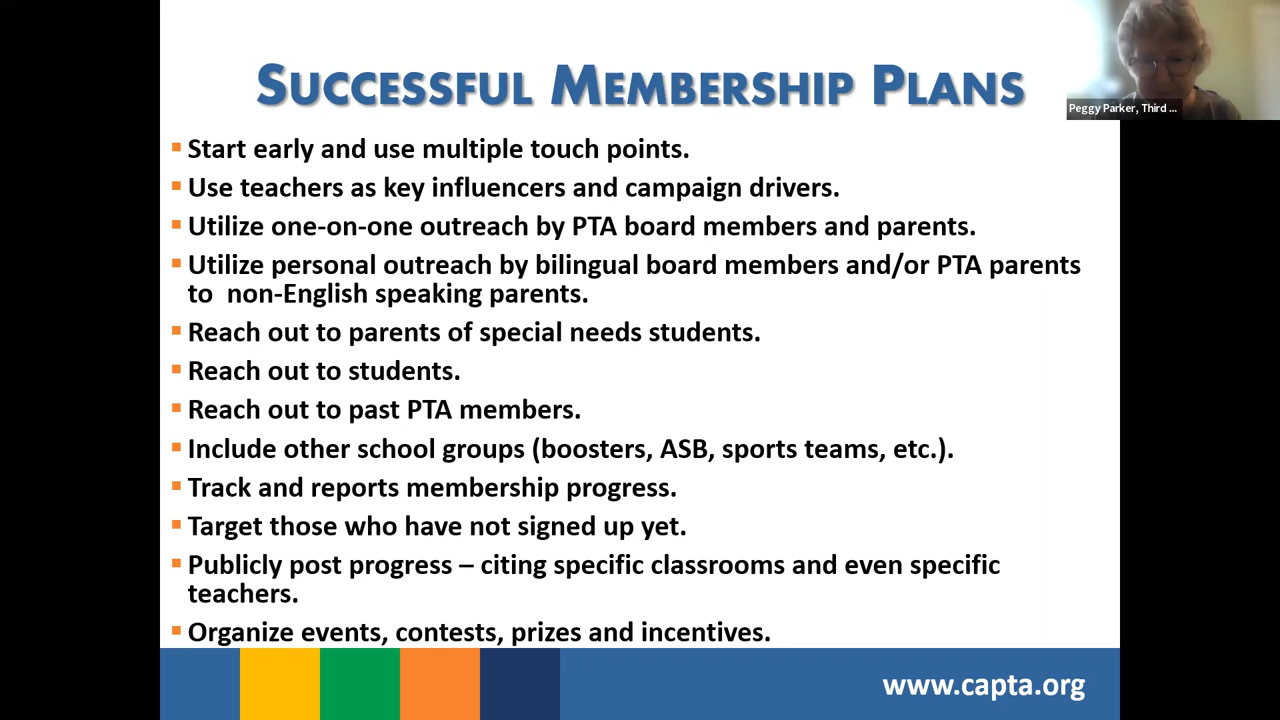 SUCCESSFUL MEMBERSHIP PLANS
Peggy Parker, Third ...
Start early and use multiple touch points.
Use teachers as key influencers and campaign drivers.
Utilize one-on-one outreach by PTA board members and parents.
Utilize personal outreach by bilingual board members and/or PTA parents
to non-English speaking parents.
Reach out to parents of special needs students.
Reach out to students.
Reach out to past PTA members.
Include other school groups (boosters, ASB, sports teams, etc.).
Track and reports membership progress.
Target those who have not signed up yet.
Publicly post progress – citing specific classrooms and even specific
teachers.
Organize events, contests, prizes and incentives.
www.capta.org